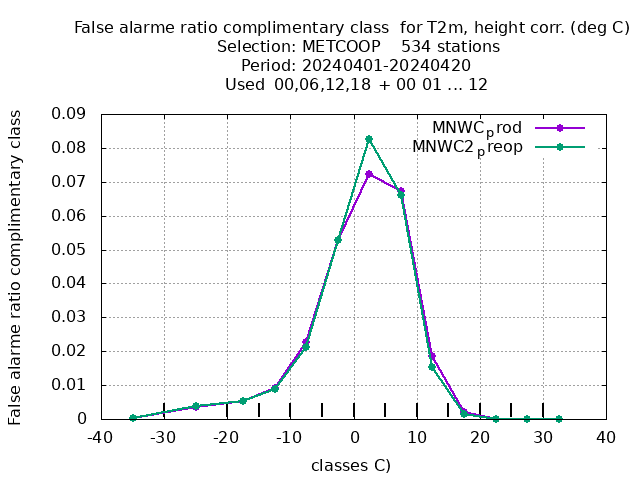 False alarme ratio complimentary class  for T2m, height corr. (deg C)
Selection: METCOOP    534 stations
Period: 20240401-20240420
Used  00,06,12,18 + 00 01 ... 12
False alarme ratio complimentary class
0.09
0.08
0.07
0.06
0.05
0.04
0.03
0.02
0.01
0
MNWCprod
MNWC2preop
-40 -30 -20 -10 0 10 20 30 40
classes C)